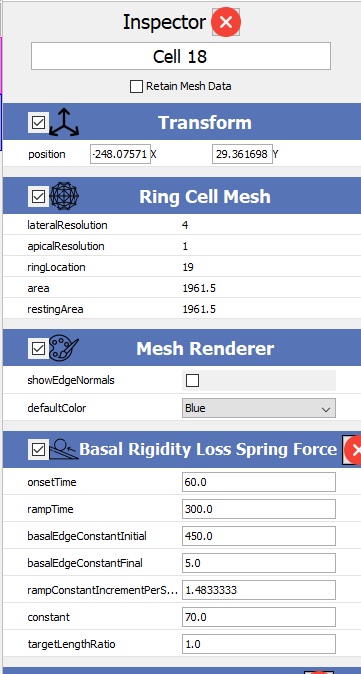 Inspector
Cell 18
Retain Mesh Data
Transform
position -248.07571 X 29.361698 Y
Ring Cell Mesh
lateralResolution 4
apicalResolution 1
ringLocation 19
area 1961.5
restingArea 1961.5
Mesh Renderer
showEdgeNormals
defaultColor Blue
Basal Rigidity Loss Spring Force
onsetTime 60.0
rampTime 300.0
basalEdgeConstantInitial 450.0
basalEdgeConstantFinal 5.0
rampConstantIncrementPerS... 1.4833333
constant 70.0
targetLengthRatio 1.0